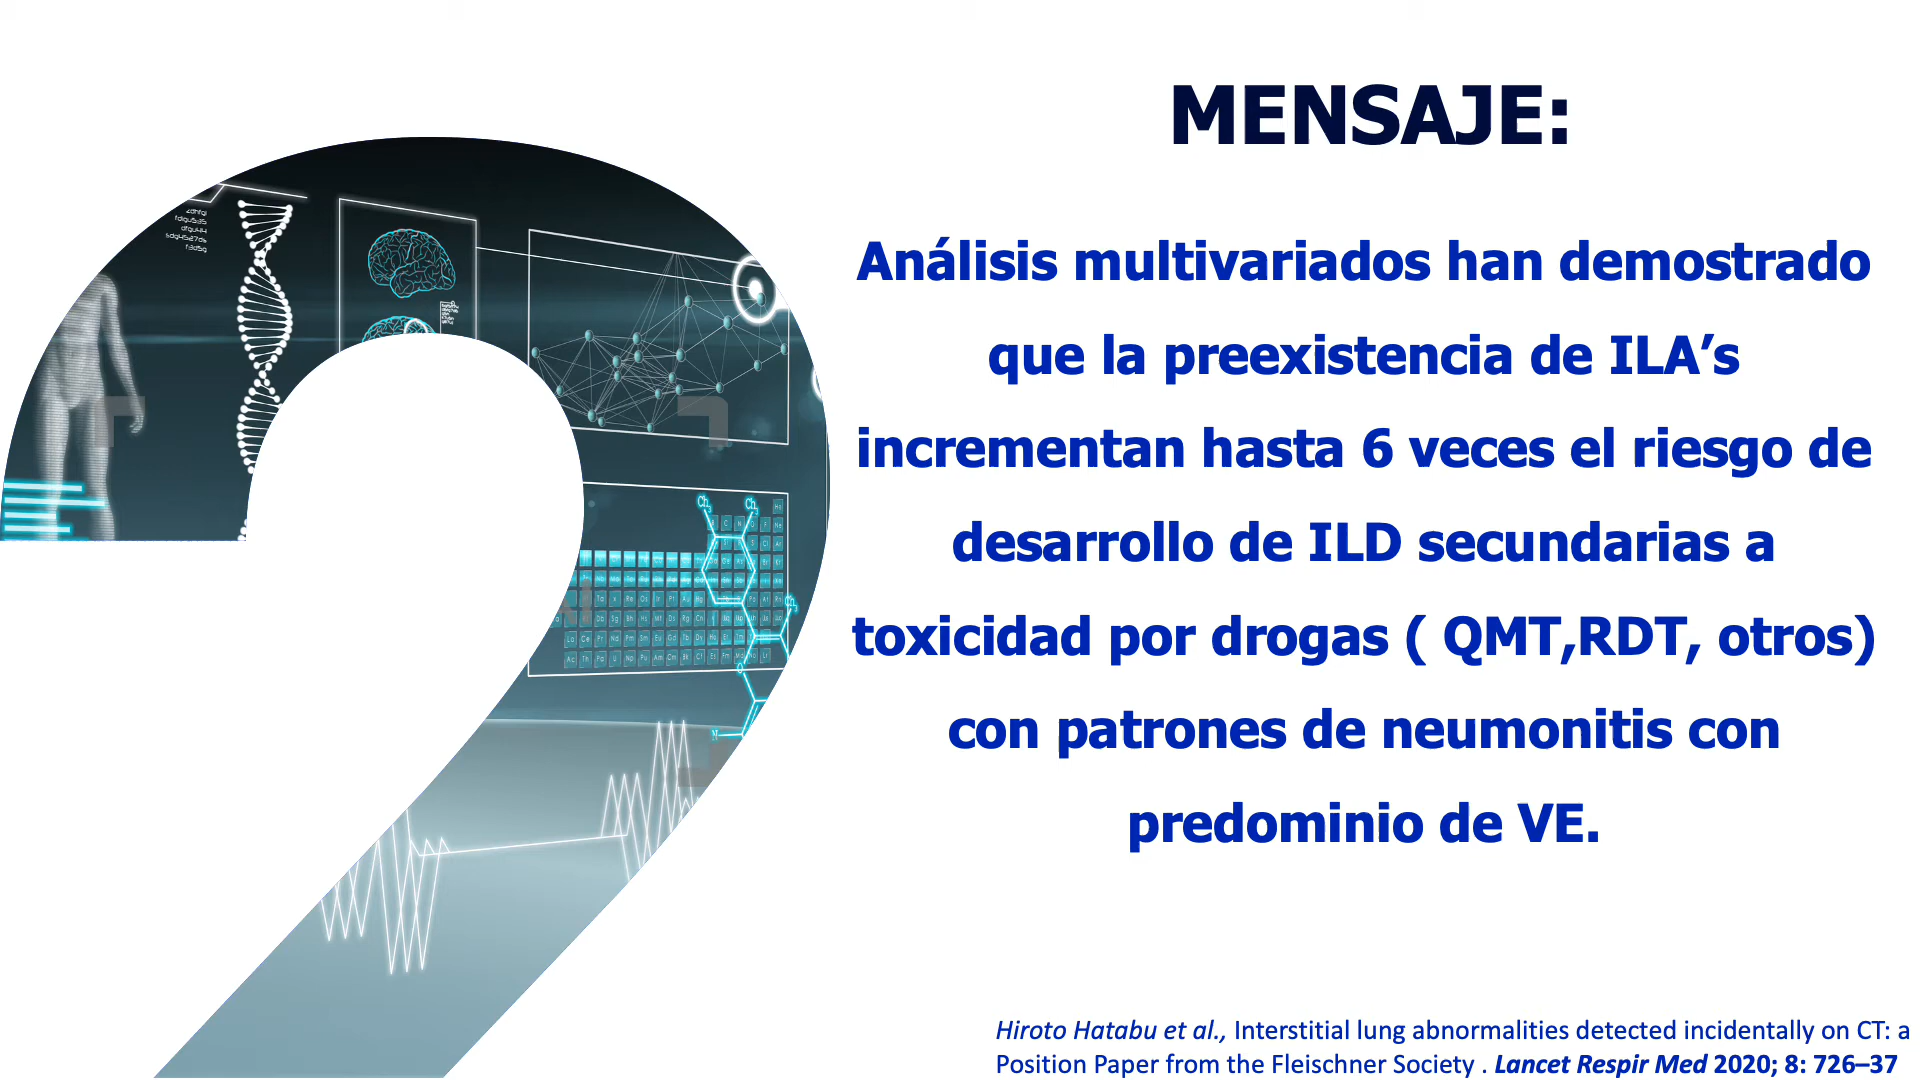 MENSAJE:
Análisis multivariados han demostrado
que la preexistencia de ILA’s
incrementan hasta 6 veces el riesgo de
desarrollo de ILD secundarias a
toxicidad por drogas ( QMT,RDT, otros)
con patrones de neumonitis con
predominio de VE.
Hiroto Hatabu et al., Interstitial lung abnormalities detected incidentally on CT: a
Position Paper from the Fleischner Society . Lancet Respir Med 2020; 8: 726–37